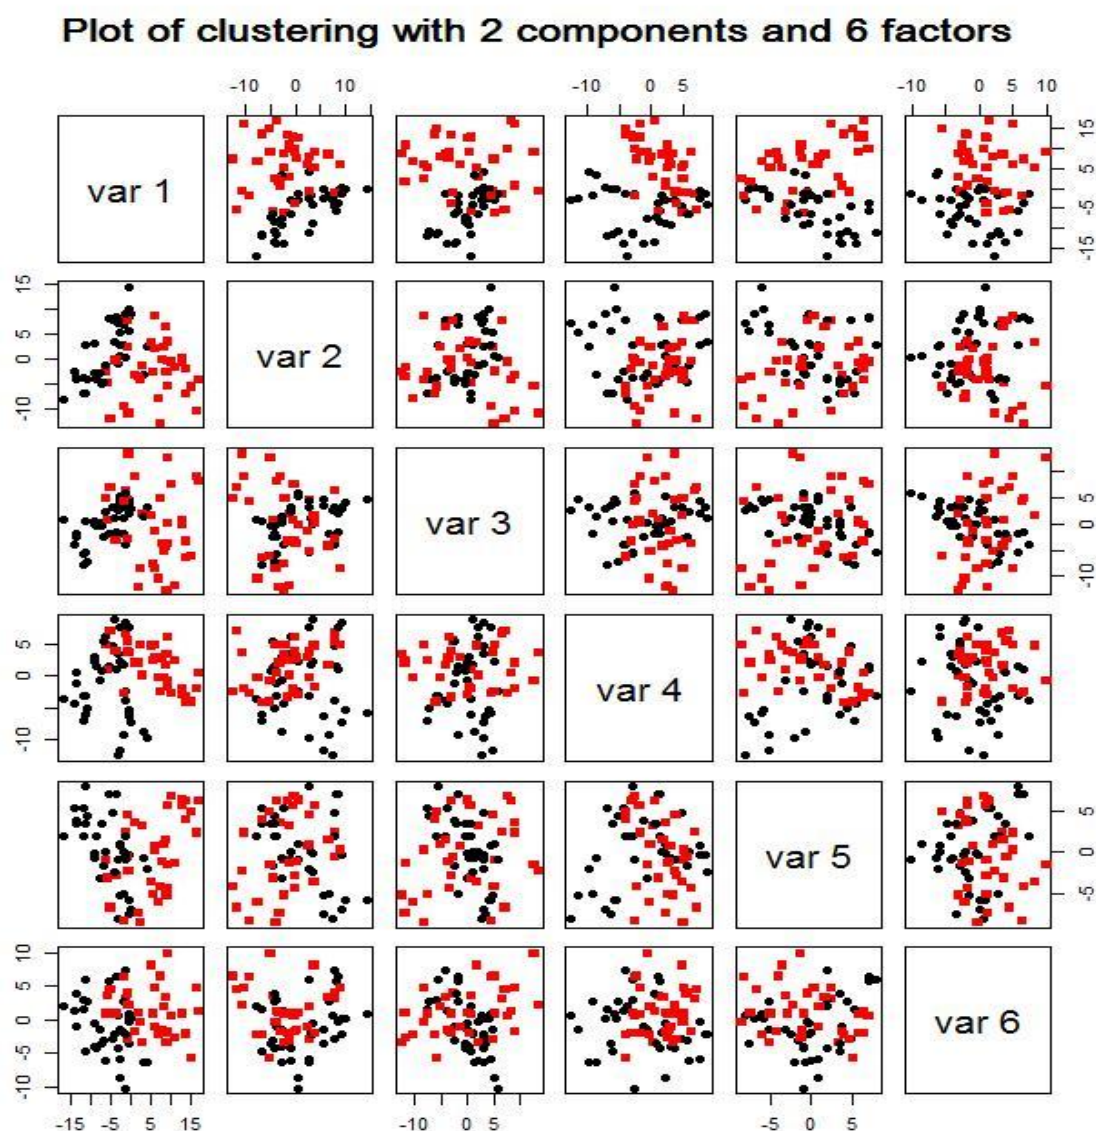 Plot of clustering with 2 components and 6 factors
-10 0 10 -10 0 5 -10 0 5 10
var 1
-15 -5 5 15
-10 0 5 15
var 2
var 3
-10 0 5
-10 0 5
var 4
var 5
-5 0 5
-10 -5 0 5 10
var 6
-15 -5 5 15 -10 0 5 -5 0 5